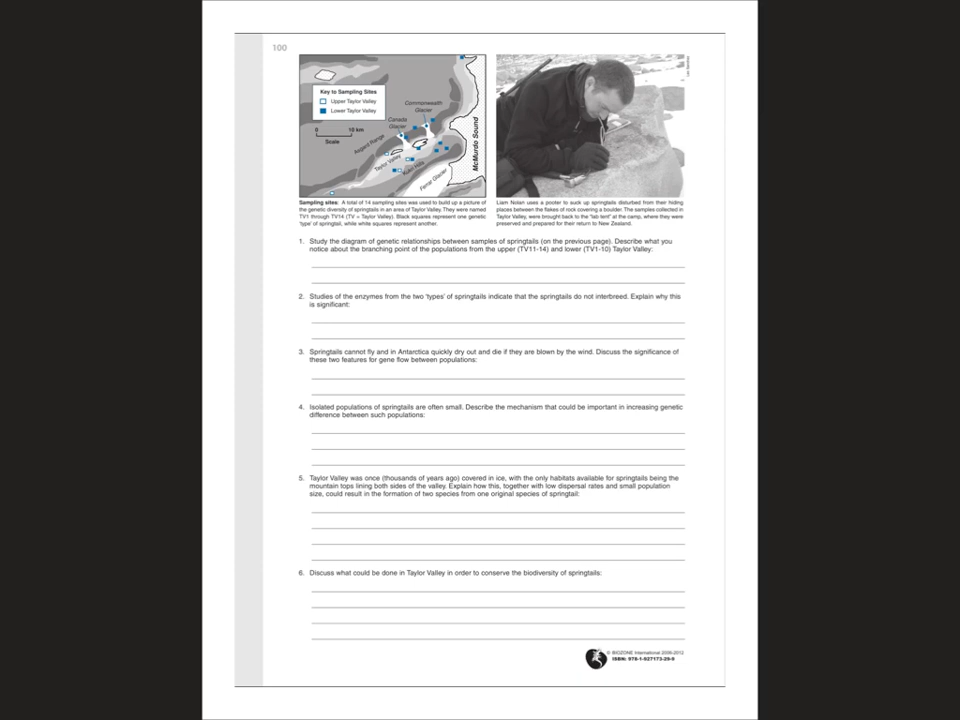 100
Key to Sampling Sites
Upper Taylor Valley
Lower Taylor Valley
0 10 km
Scale
Commonwealth
Glacier
Canada
Glacier
Asgard Range
Taylor Valley
Kukri Hills
Ferrar Glacier
McMurdo Sound
Sampling sites: A total of 14 sampling sites was used to build up a picture of
the genetic diversity of springtails in an area of Taylor Valley. They were named
TV1 through TV14 (TV = Taylor Valley). Black squares represent one genetic
'type' of springtail, while white squares represent another.
Liam Nolan uses a pooter to suck up springtails disturbed from their hiding
places between the flakes of rock covering a boulder. The samples collected in
Taylor Valley, were brought back to the "lab tent" at the camp, where they were
preserved and prepared for their return to New Zealand.
1. Study the diagram of genetic relationships between samples of springtails (on the previous page). Describe what you
notice about the branching point of the populations from the upper (TV11-14) and lower (TV1-10) Taylor Valley:
2. Studies of the enzymes from the two 'types' of springtails indicate that the springtails do not interbreed. Explain why this
is significant:
3. Springtails cannot fly and in Antarctica quickly dry out and die if they are blown by the wind. Discuss the significance of
these two features for gene flow between populations:
4. Isolated populations of springtails are often small. Describe the mechanism that could be important in increasing genetic
difference between such populations:
5. Taylor Valley was once (thousands of years ago) covered in ice, with the only habitats available for springtails being the
mountain tops lining both sides of the valley. Explain how this, together with low dispersal rates and small population
size, could result in the formation of two species from one original species of springtail:
6. Discuss what could be done in Taylor Valley in order to conserve the biodiversity of springtails:
© BIOZONE International 2006-2012
ISBN: 978-1-927173-29-9